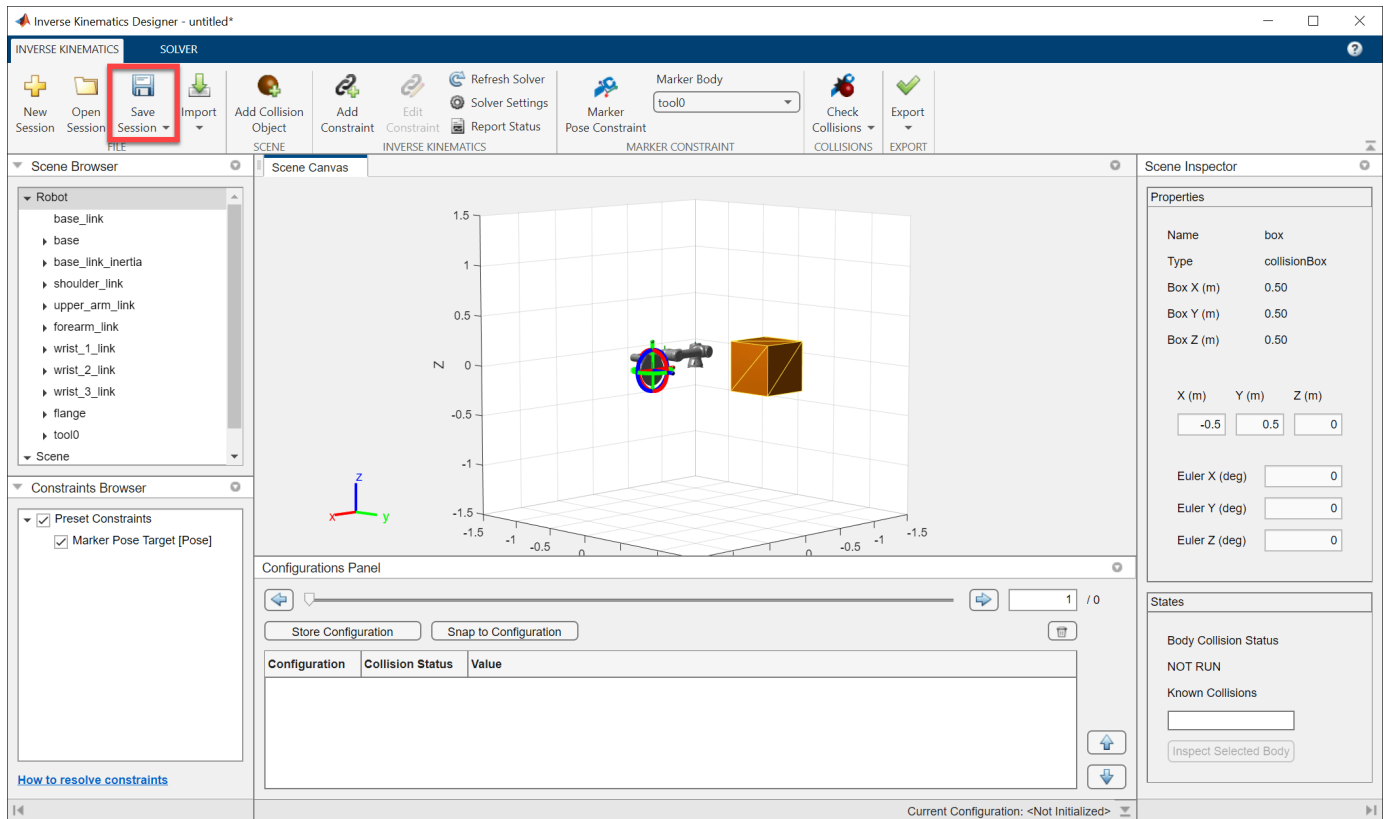 Inverse Kinematics Designer - untitled*
INVERSE KINEMATICS SOLVER
New Session
Open Session
Save Session
Import
FILE
Add Collision Object
SCENE
Add Constraint
Edit Constraint
Refresh Solver
Solver Settings
Report Status
INVERSE KINEMATICS
Marker Pose Constraint
Marker Body
tool0
MARKER CONSTRAINT
Check Collisions
COLLISIONS
Export
EXPORT
Scene Browser
Robot
base_link
base
base_link_inertia
shoulder_link
upper_arm_link
forearm_link
wrist_1_link
wrist_2_link
wrist_3_link
flange
tool0
Scene
Constraints Browser
Preset Constraints
Marker Pose Target [Pose]
How to resolve constraints
Scene Canvas
1.5
1
0.5
Z 0
-0.5
-1
-1.5
-1.5 -1 -0.5 0
0 -0.5 -1 -1.5
z
x y
Configurations Panel
1 / 0
Store Configuration Snap to Configuration
Configuration Collision Status Value
Current Configuration: <Not Initialized>
Scene Inspector
Properties
Name box
Type collisionBox
Box X (m) 0.50
Box Y (m) 0.50
Box Z (m) 0.50
X (m) Y (m) Z (m)
-0.5 0.5 0
Euler X (deg) 0
Euler Y (deg) 0
Euler Z (deg) 0
States
Body Collision Status
NOT RUN
Known Collisions
Inspect Selected Body